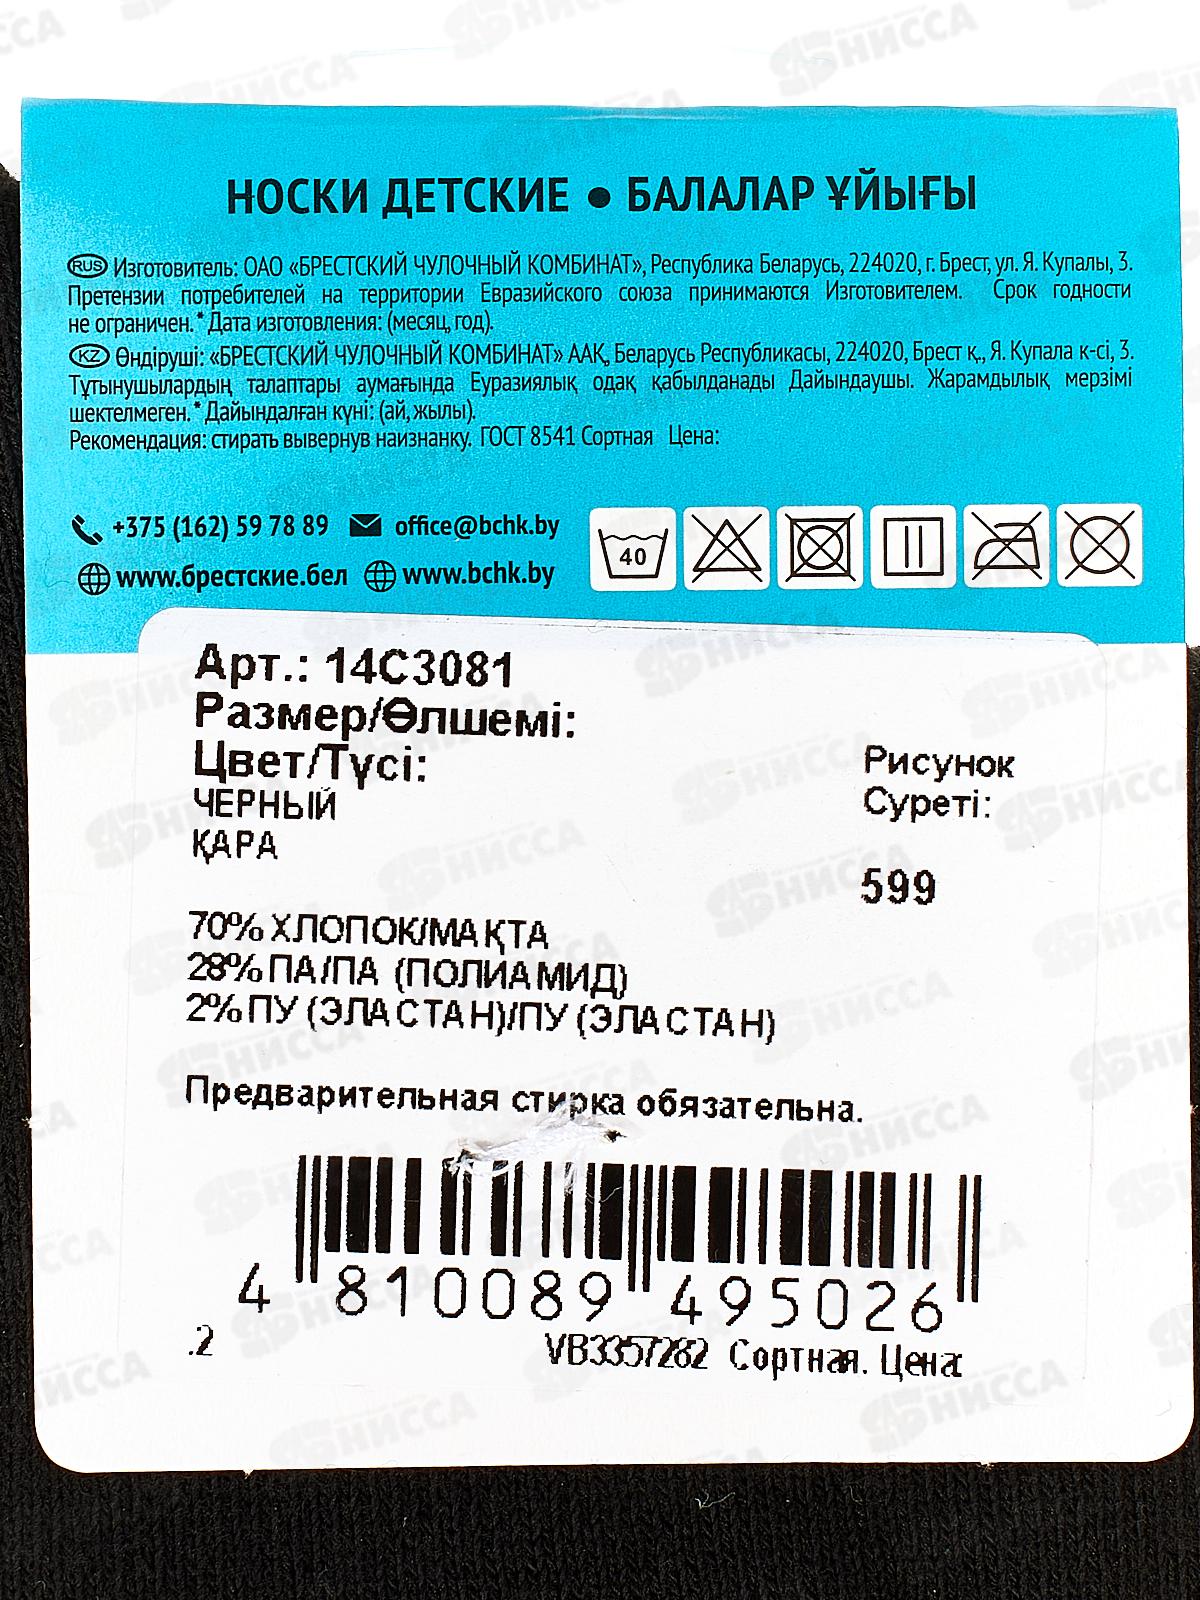 НОСКИ ДЕТСКИЕ ● БАЛАЛАР ҰЙЫҒЫ
RUS Изготовитель: ОАО «БРЕСТСКИЙ ЧУЛОЧНЫЙ КОМБИНАТ», Республика Беларусь, 224020, г. Брест, ул. Я. Купалы, 3.
Претензии потребителей на территории Евразийского союза принимаются Изготовителем. Срок годности
не ограничен. * Дата изготовления: (месяц, год).
KZ Өндіруші: «БРЕСТСКИЙ ЧУЛОЧНЫЙ КОМБИНАТ» ААҚ, Беларусь Республикасы, 224020, Брест қ., Я. Купала к-сі, 3.
Тұтынушылардың талаптары аумағында Еуразиялық одақ қабылданады Дайындаушы. Жарамдылық мерзімі
шектелмеген. * Дайындалған күні: (ай, жылы).
Рекомендация: стирать вывернув наизнанку. ГОСТ 8541 Сортная Цена:
+375 (162) 59 78 89 office@bchk.by
www.брестские.бел www.bchk.by
40
Арт.: 14С3081
Размер/Өлшемі:
Цвет/Түсі:
ЧЕРНЫЙ
ҚАРА
Рисунок
Суреті:
599
70% ХЛОПОК/МАҚТА
28% ПА/ПА (ПОЛИАМИД)
2% ПУ (ЭЛАСТАН)/ПУ (ЭЛАСТАН)
Предварительная стирка обязательна.
4 810089 495026
.2
VB3357282 Сортная. Цена:
НИССА